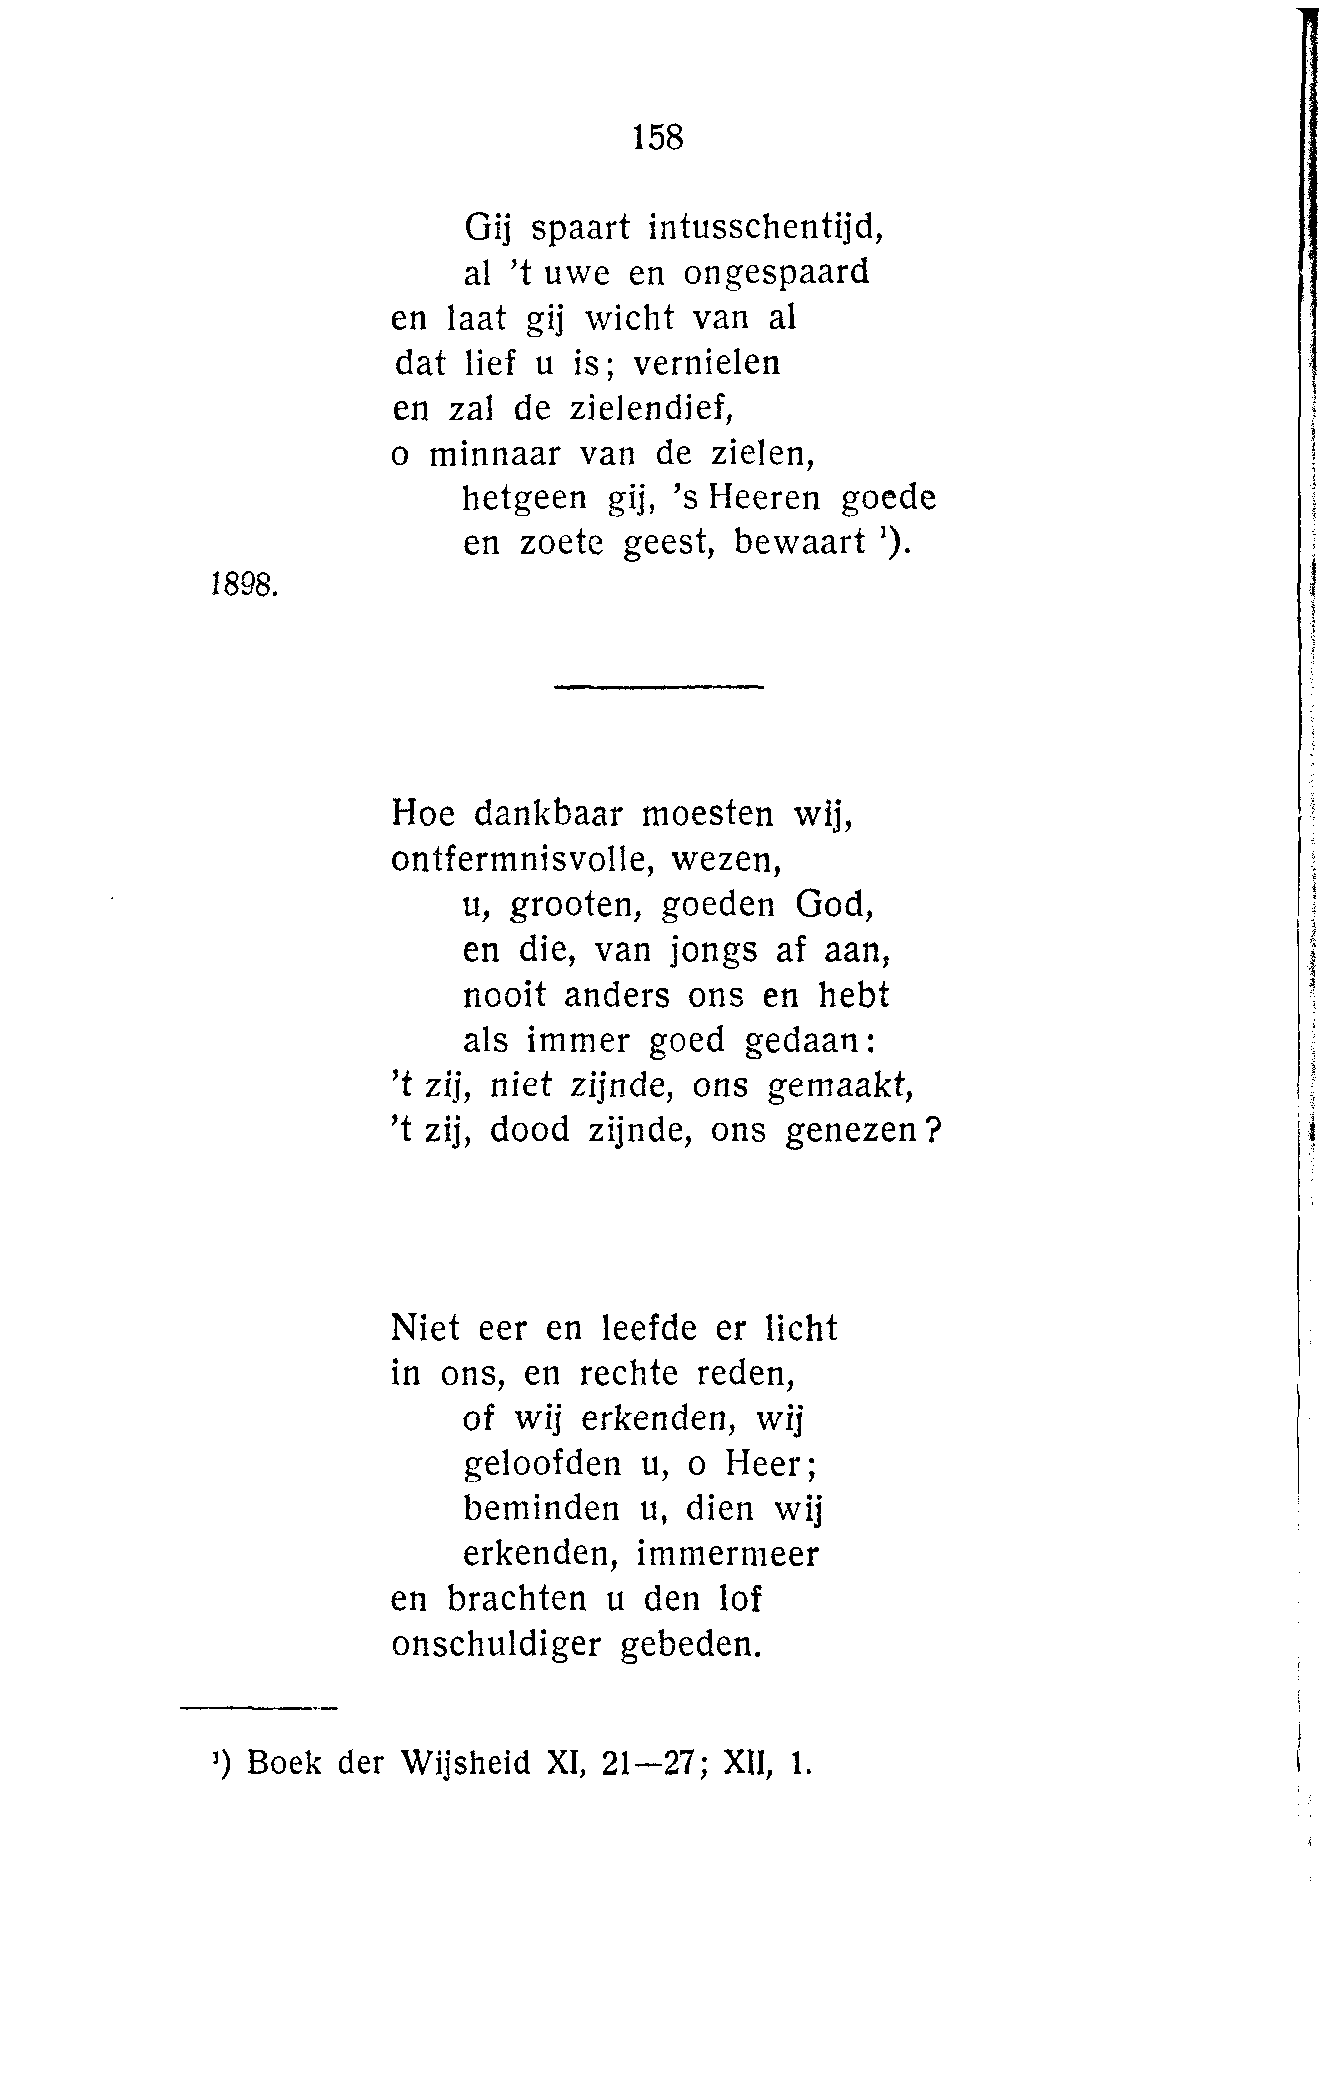 158
Gij spaart intusschentijd,
al 't uwe en ongespaard
en laat gij wicht van al
dat lief u is; vernielen
en zal de zielendief,
o minnaar van de zielen,
hetgeen gij, 's Heeren goede
en zoete geest, bewaart ¹).
1898.
Hoe dankbaar moesten wij,
ontfermnisvolle, wezen,
u, grooten, goeden God,
en die, van jongs af aan,
nooit anders ons en hebt
als immer goed gedaan:
't zij, niet zijnde, ons gemaakt,
't zij, dood zijnde, ons genezen?
Niet eer en leefde er licht
in ons, en rechte reden,
of wij erkenden, wij
geloofden u, o Heer;
beminden u, dien wij
erkenden, immermeer
en brachten u den lof
onschuldiger gebeden.
¹) Boek der Wijsheid XI, 21—27; XII, 1.